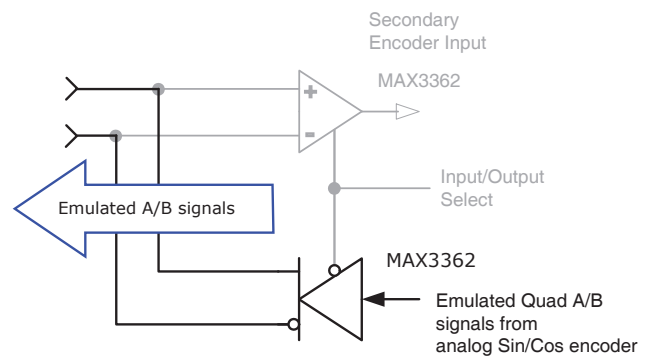 Secondary
Encoder Input
MAX3362
+
-
Input/Output
Select
Emulated A/B signals
MAX3362
Emulated Quad A/B
signals from
analog Sin/Cos encoder